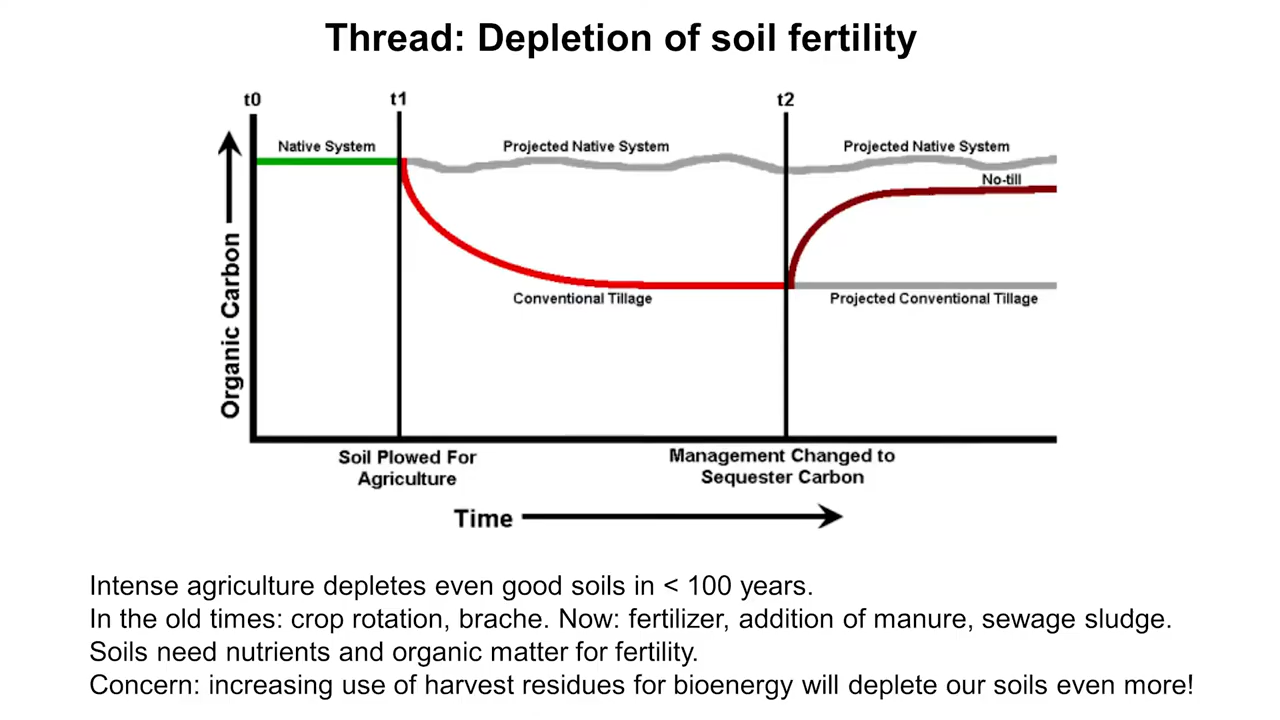 Thread: Depletion of soil fertility
t0
t1
t2
Native System
Projected Native System
Projected Native System
No-till
Organic Carbon
Conventional Tillage
Projected Conventional Tillage
Soil Plowed For
Agriculture
Management Changed to
Sequester Carbon
Time
Intense agriculture depletes even good soils in < 100 years.
In the old times: crop rotation, brache. Now: fertilizer, addition of manure, sewage sludge.
Soils need nutrients and organic matter for fertility.
Concern: increasing use of harvest residues for bioenergy will deplete our soils even more!